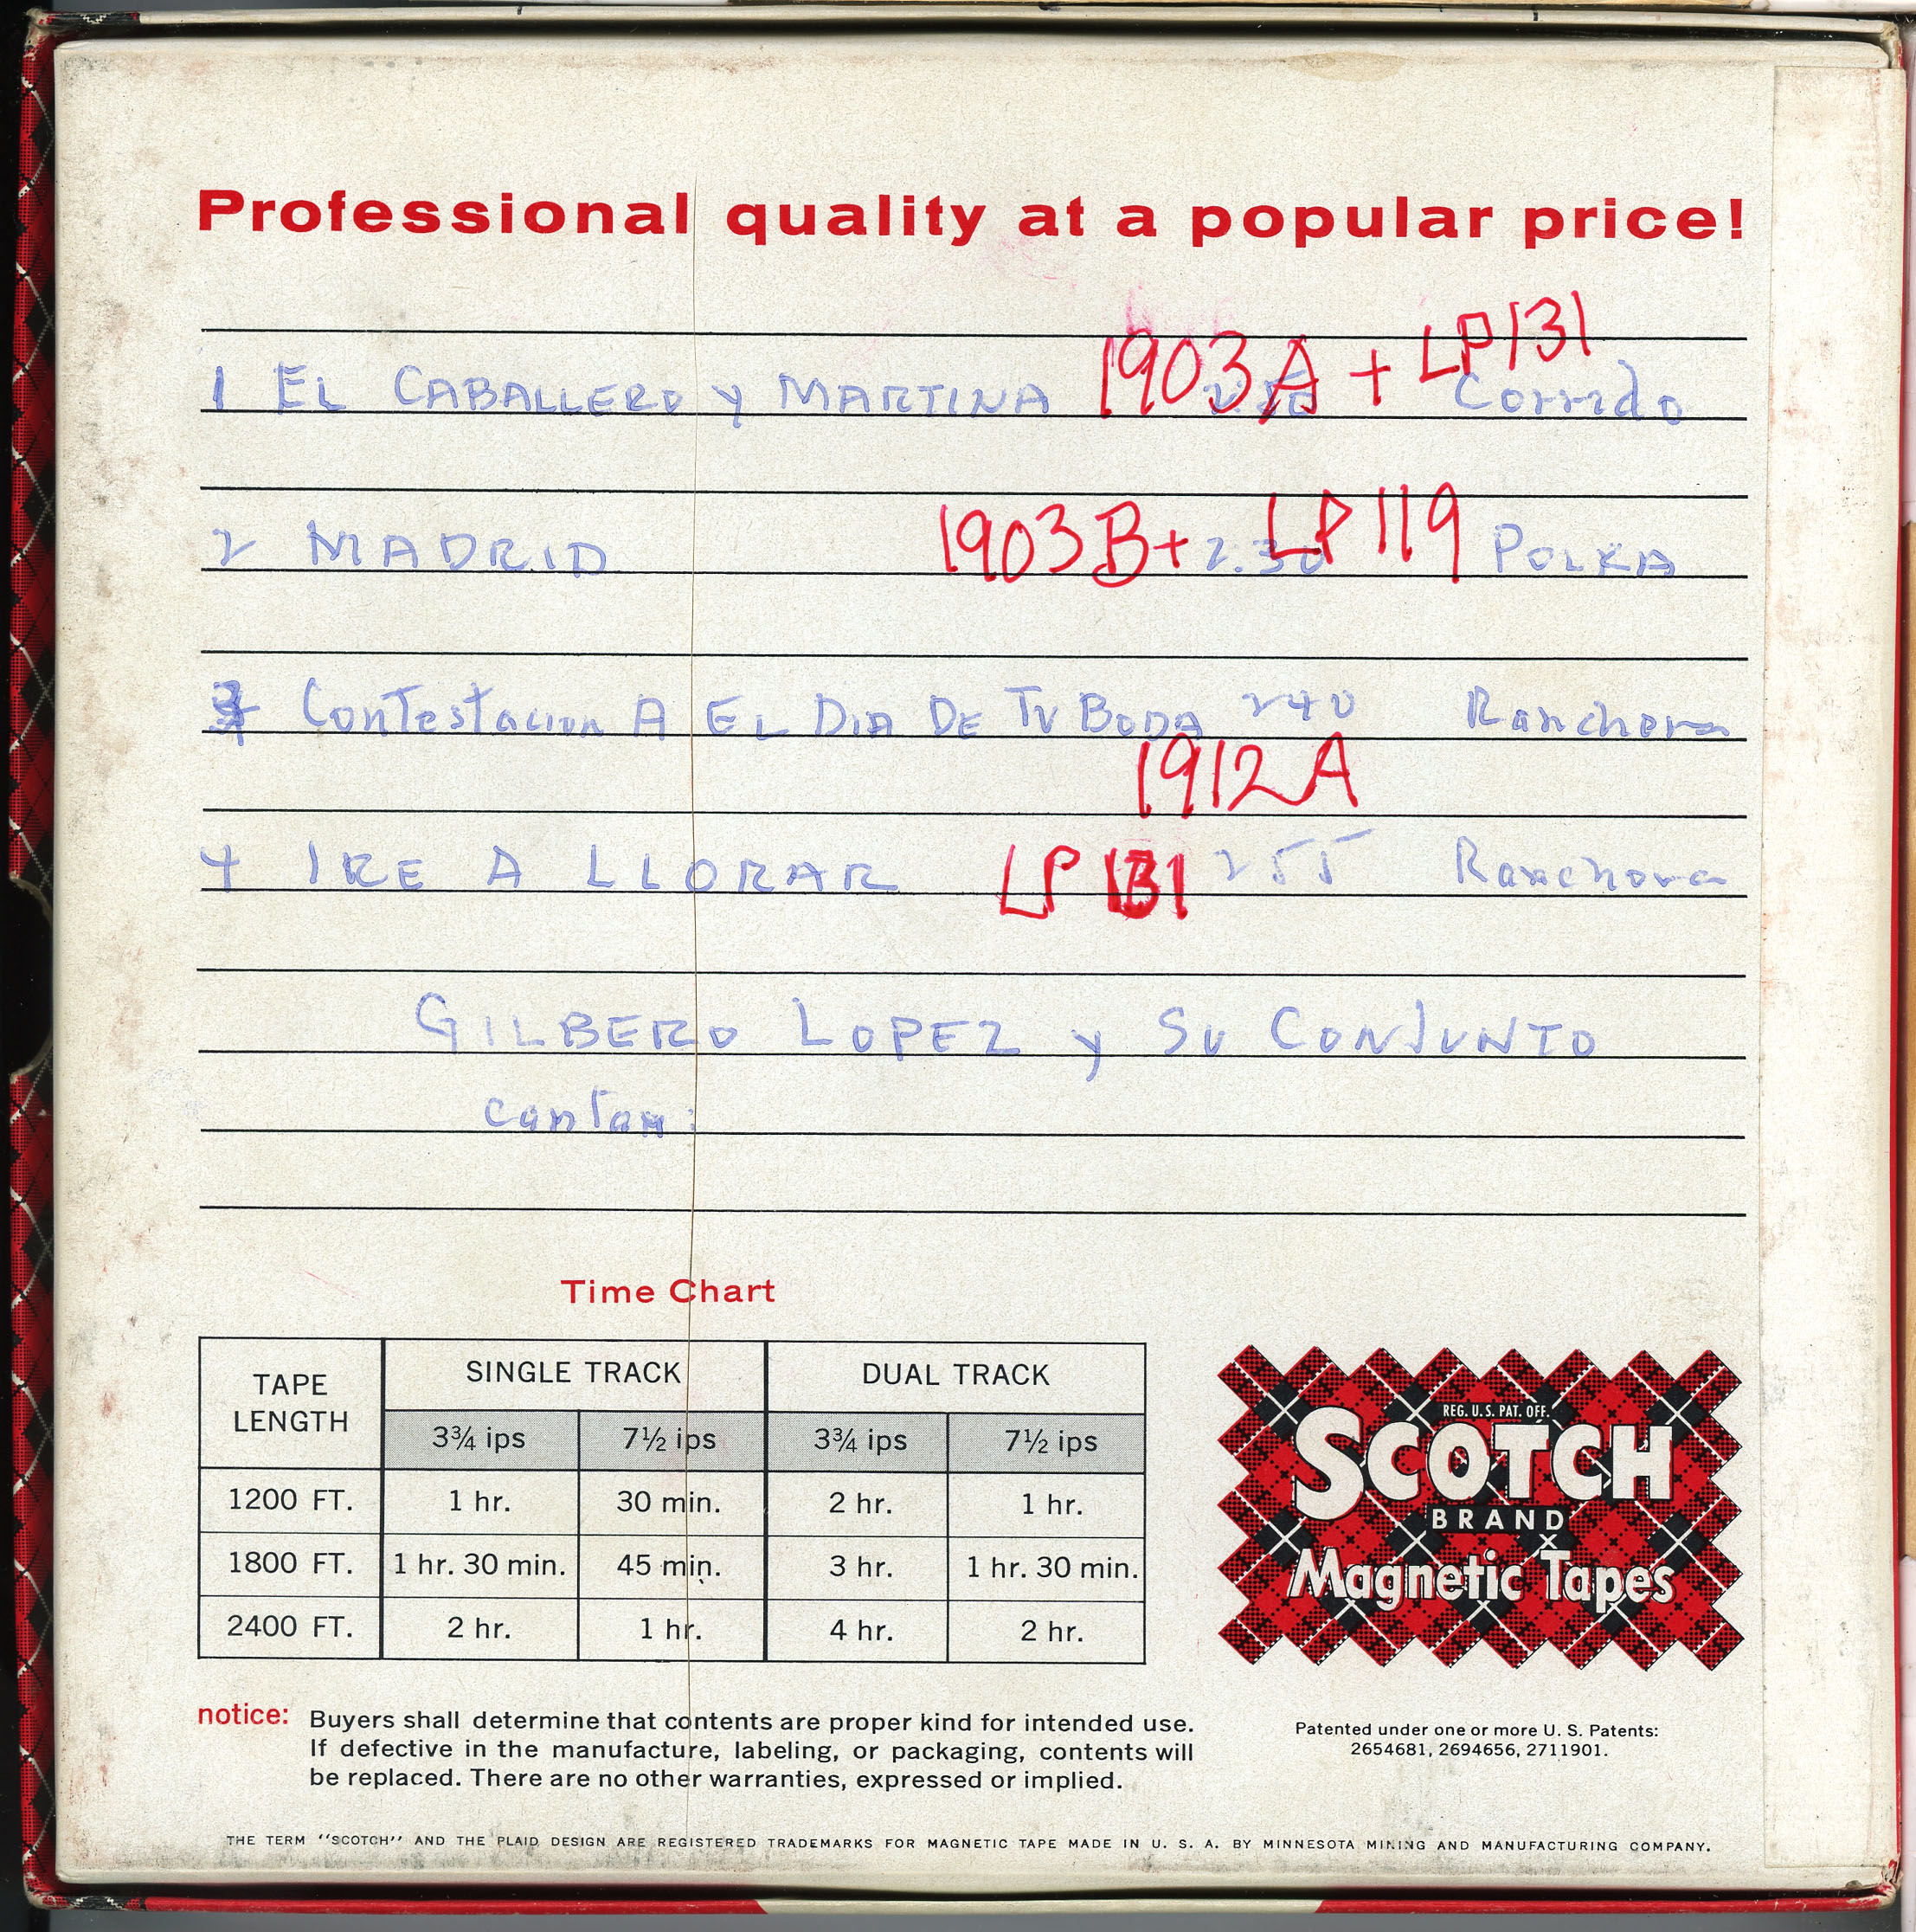 Professional quality at a popular price!
1 EL CABALLERO y MARTINA 1903A + LP131 Corrido
2 MADRID 1903B + LP119 2.30 POLKA
3 Contestacion A EL DIA DE TU BODA 240 Ranchera
1912A
4 IRE A LLORAR LP 131 255 Ranchera
GILBERO LOPEZ y SU CONJUNTO
cantan:
Time Chart
TAPE LENGTH SINGLE TRACK DUAL TRACK
3¾ ips 7½ ips 3¾ ips 7½ ips
1200 FT. 1 hr. 30 min. 2 hr. 1 hr.
1800 FT. 1 hr. 30 min. 45 min. 3 hr. 1 hr. 30 min.
2400 FT. 2 hr. 1 hr. 4 hr. 2 hr.
REG. U.S. PAT. OFF.
SCOTCH
BRAND
Magnetic Tapes
notice: Buyers shall determine that contents are proper kind for intended use.
If defective in the manufacture, labeling, or packaging, contents will
be replaced. There are no other warranties, expressed or implied.
Patented under one or more U. S. Patents:
2654681, 2694656, 2711901.
THE TERM "SCOTCH" AND THE PLAID DESIGN ARE REGISTERED TRADEMARKS FOR MAGNETIC TAPE MADE IN U. S. A. BY MINNESOTA MINING AND MANUFACTURING COMPANY.